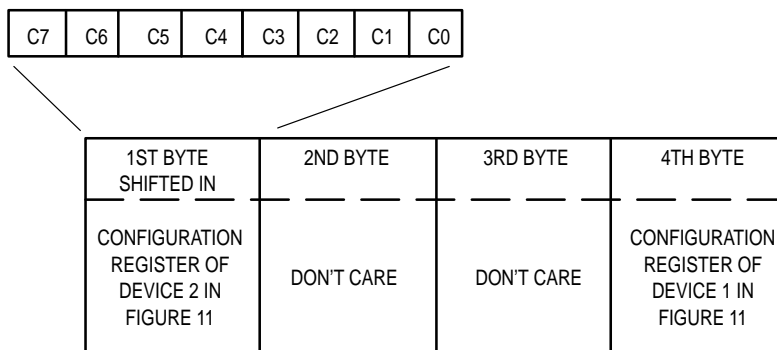 C7 C6 C5 C4 C3 C2 C1 C0
1ST BYTE
SHIFTED IN
2ND BYTE
3RD BYTE
4TH BYTE
CONFIGURATION
REGISTER OF
DEVICE 2 IN
FIGURE 11
DON'T CARE
DON'T CARE
CONFIGURATION
REGISTER OF
DEVICE 1 IN
FIGURE 11